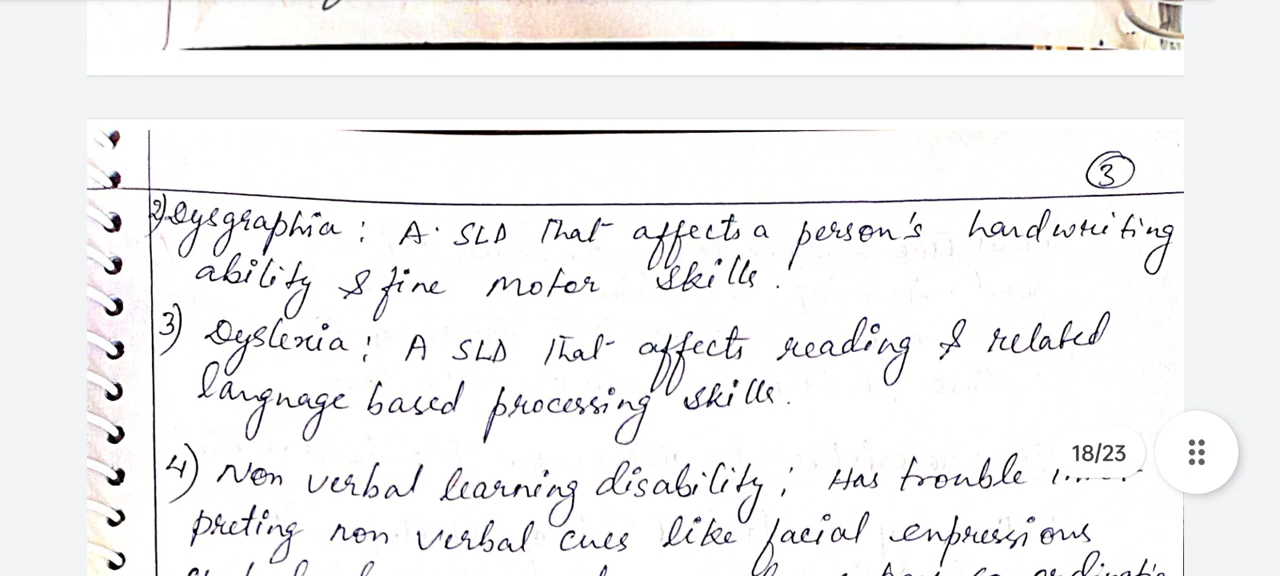 3
2) Dysgraphia : A SLD That affects a person's handwriting
ability & fine motor skills.
3) Dyslexia : A SLD That affects reading & related
language based processing skills.
18/23
4) Non verbal learning disability ; Has trouble
preting non verbal cues like facial expressions